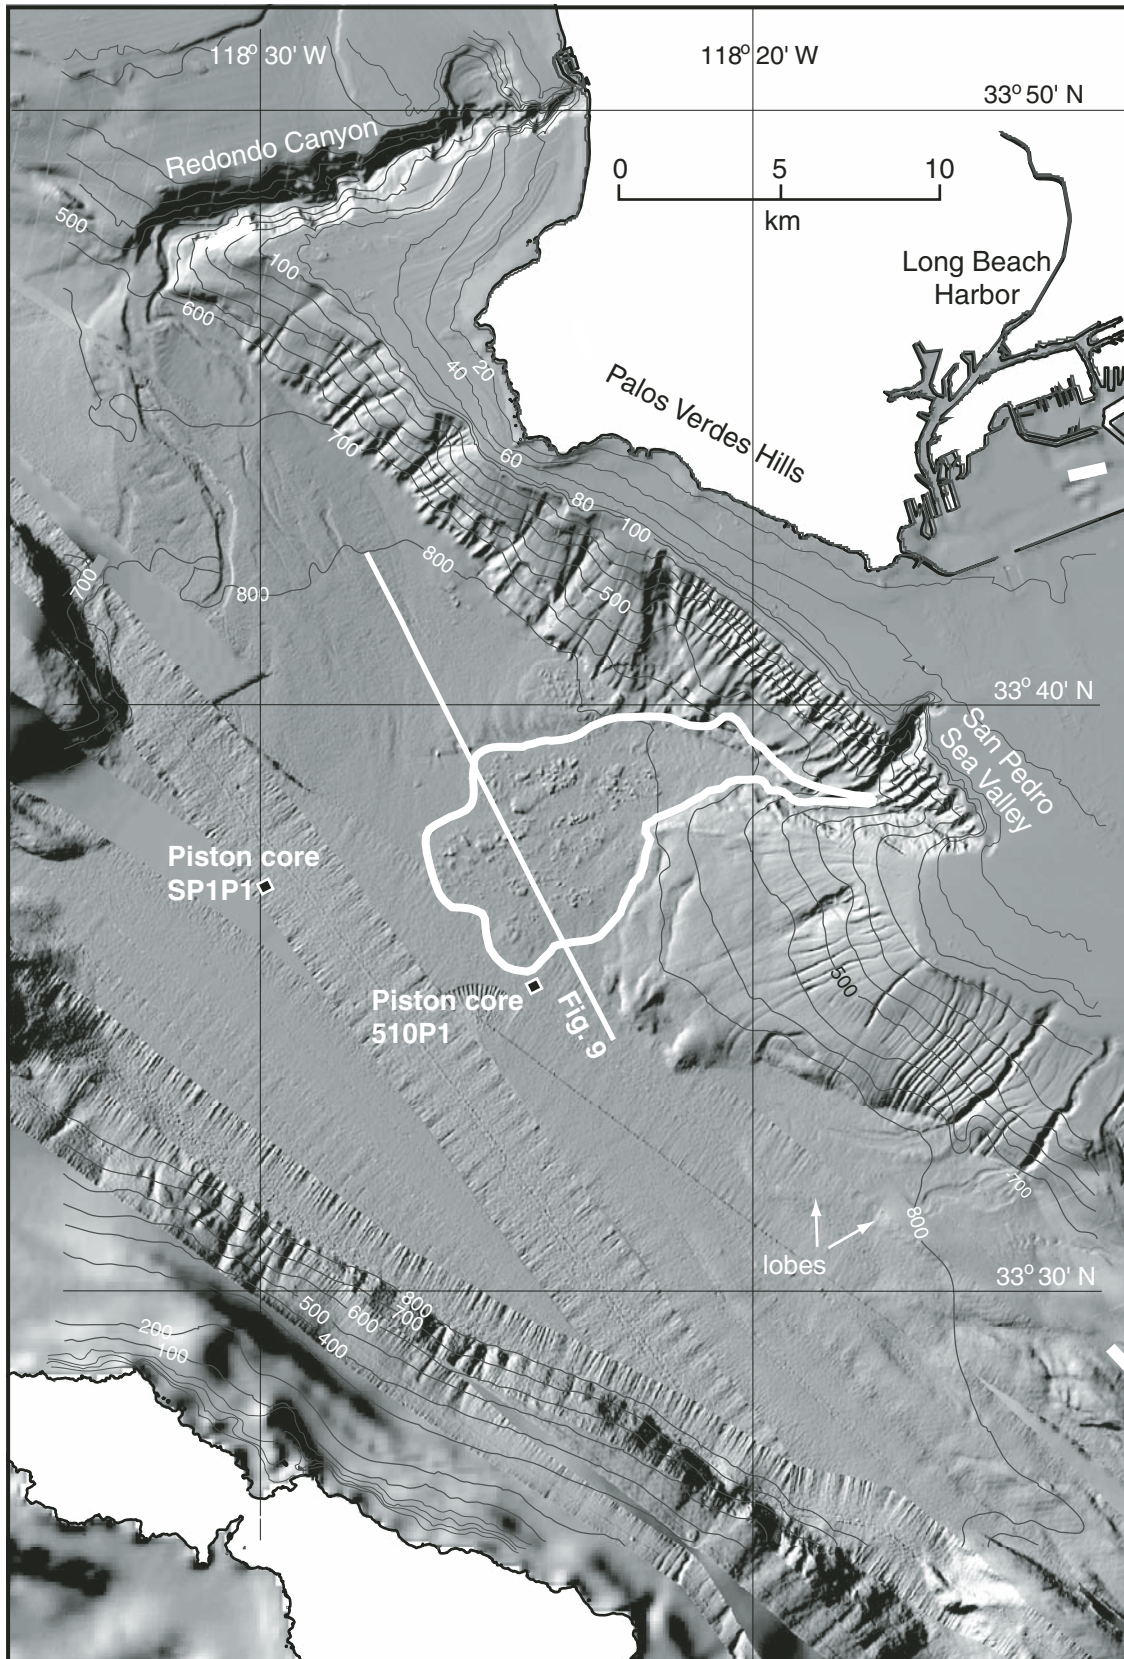 118° 30' W
118° 20' W
33° 50' N
Redondo Canyon
0 5 10
km
500
Long Beach
Harbor
100
600
20
40
Palos Verdes Hills
700
60
80
100
800
700
800
500
33° 40' N
San Pedro
Sea Valley
Piston core
SP1P1
500
Piston core
510P1
Fig. 9
700
800
lobes
33° 30' N
800
700
600
500
400
200
100